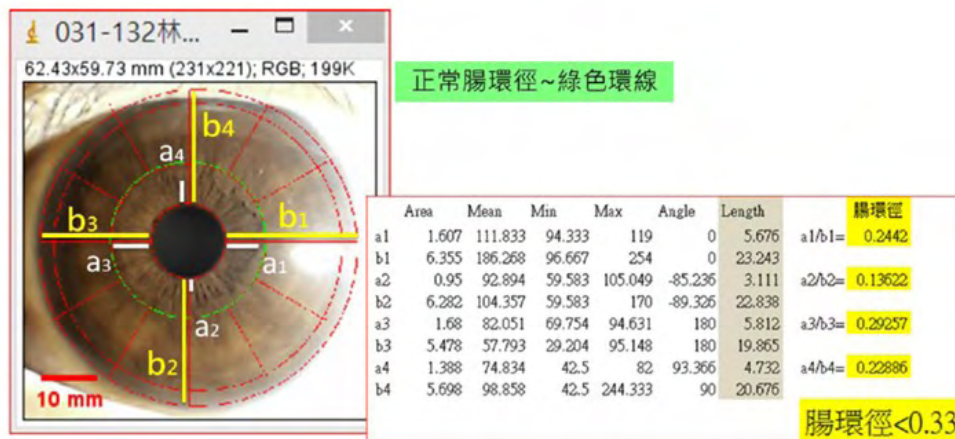 031-132林...
62.43x59.73 mm (231x221); RGB; 199K
正常腸環徑~綠色環線
b4
a4
b3
b1
a3
a1
a2
b2
10 mm
Area Mean Min Max Angle Length 腸環徑
a1 1.607 111.833 94.333 119 0 5.676 a1/b1= 0.2442
b1 6.355 186.268 96.667 254 0 23.243
a2 0.95 92.894 59.583 105.049 -85.236 3.111 a2/b2= 0.13622
b2 6.282 104.357 59.583 170 -89.326 22.838
a3 1.68 82.051 69.754 94.631 180 5.812 a3/b3= 0.29257
b3 5.478 57.793 29.204 95.148 180 19.865
a4 1.388 74.834 42.5 82 93.366 4.732 a4/b4= 0.22886
b4 5.698 98.858 42.5 244.333 90 20.676
腸環徑<0.33